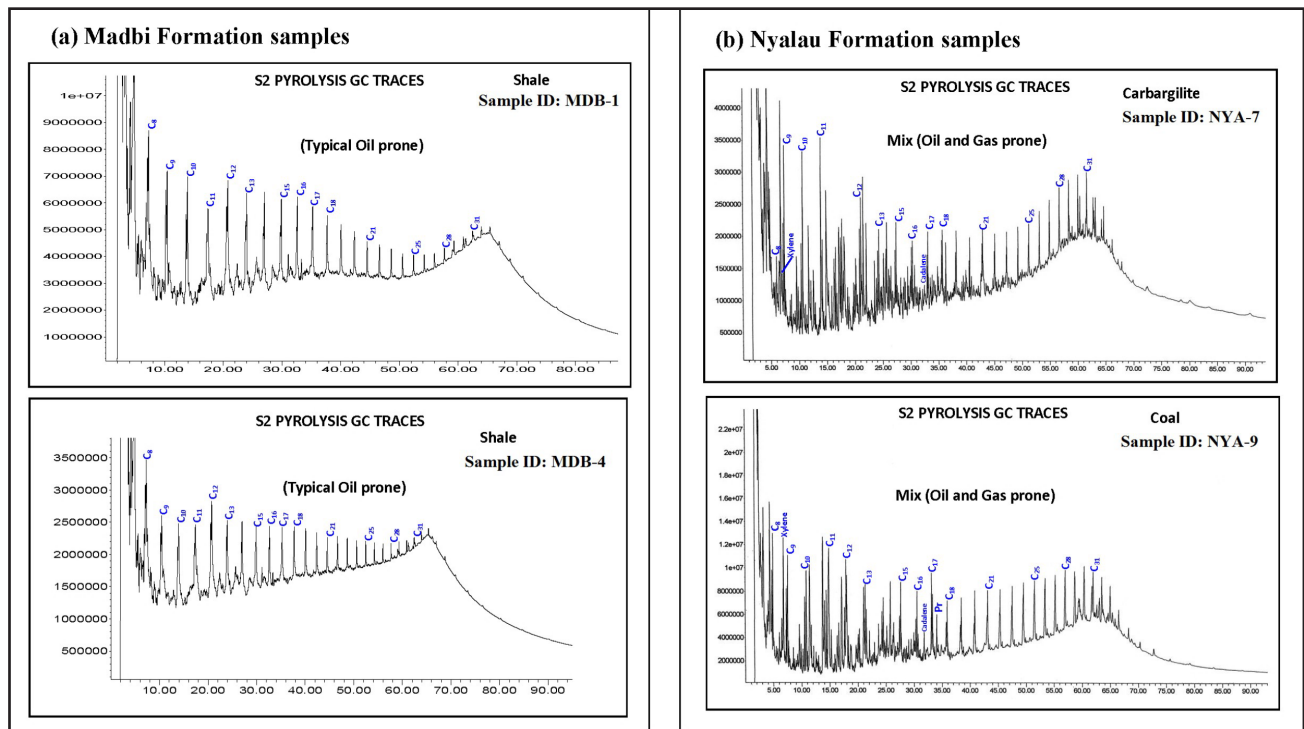 (a) Madbi Formation samples
S2 PYROLYSIS GC TRACES
Shale
Sample ID: MDB-1
(Typical Oil prone)
1e+07
9000000
8000000
7000000
6000000
5000000
4000000
3000000
2000000
1000000
C8
C9
C10
C11
C12
C13
C15
C16
C17
C18
C21
C25
C28
C31
10.00 20.00 30.00 40.00 50.00 60.00 70.00 80.00
S2 PYROLYSIS GC TRACES
Shale
Sample ID: MDB-4
(Typical Oil prone)
3500000
3000000
2500000
2000000
1500000
1000000
500000
C8
C9
C10
C11
C12
C13
C15
C16
C17
C18
C21
C25
C28
C31
10.00 20.00 30.00 40.00 50.00 60.00 70.00 80.00 90.00
(b) Nyalau Formation samples
S2 PYROLYSIS GC TRACES
Carbargilite
Sample ID: NYA-7
Mix (Oil and Gas prone)
4000000
3500000
3000000
2500000
2000000
1500000
1000000
500000
C8
Xylene
C9
C10
C11
C12
C13
C15
C16
Cadalene
C17
C18
C21
C25
C28
C31
5.00 10.00 15.00 20.00 25.00 30.00 35.00 40.00 45.00 50.00 55.00 60.00 65.00 70.00 75.00 80.00 85.00 90.00
S2 PYROLYSIS GC TRACES
Coal
Sample ID: NYA-9
Mix (Oil and Gas prone)
2.2e+07
2e+07
1.8e+07
1.6e+07
1.4e+07
1.2e+07
1e+07
8000000
6000000
4000000
2000000
C8
Xylene
C9
C10
C11
C12
C13
C15
C16
Cadalene
C17
Pr
C18
C21
C25
C28
C31
5.00 10.00 15.00 20.00 25.00 30.00 35.00 40.00 45.00 50.00 55.00 60.00 65.00 70.00 75.00 80.00 85.00 90.00